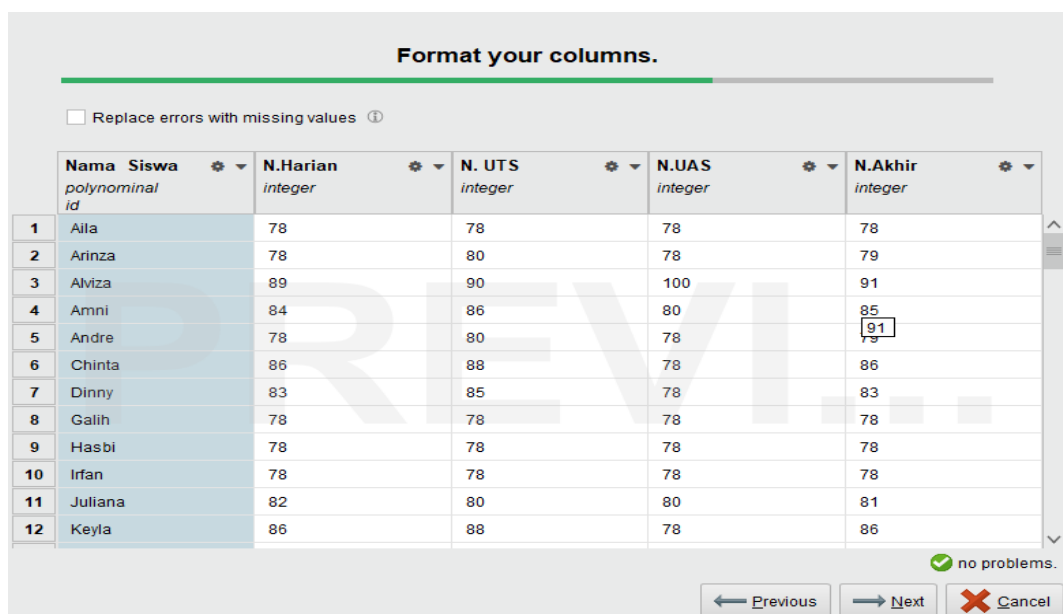 Format your columns.
Replace errors with missing values
Nama Siswa N.Harian N. UTS N.UAS N.Akhir
polynominal integer integer integer integer
id
1 Aila 78 78 78 78
2 Arinza 78 80 78 79
3 Alviza 89 90 100 91
4 Amni 84 86 80 85
91
5 Andre 78 80 78 79
6 Chinta 86 88 78 86
7 Dinny 83 85 78 83
8 Galih 78 78 78 78
9 Hasbi 78 78 78 78
10 Irfan 78 78 78 78
11 Juliana 82 80 80 81
12 Keyla 86 88 78 86
PREVI...
no problems.
Previous Next Cancel